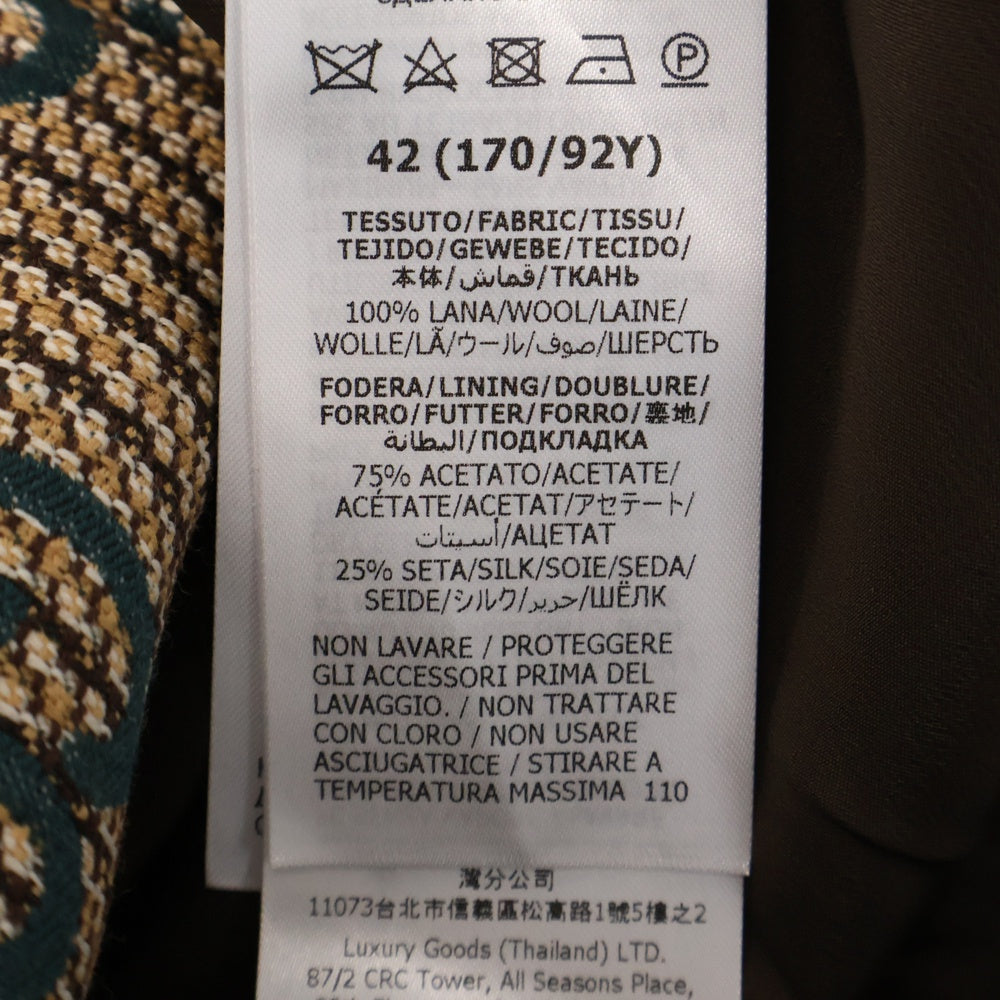 P
42 (170/92Y)
TESSUTO/FABRIC/TISSU/
TEJIDO/GEWEBE/TECIDO/
本体/قماش/ТКАНЬ
100% LANA/WOOL/LAINE/
WOLLE/LÃ/ウール/صوف/ШЕРСТЬ
FODERA/LINING/DOUBLURE/
FORRO/FUTTER/FORRO/裏地/
البطانة/ПОДКЛАДКА
75% ACETATO/ACETATE/
ACÉTATE/ACETAT/アセテート/
أسيتات/АЦЕТАТ
25% SETA/SILK/SOIE/SEDA/
SEIDE/シルク/حرير/ШЁЛК
NON LAVARE / PROTEGGERE
GLI ACCESSORI PRIMA DEL
LAVAGGIO. / NON TRATTARE
CON CLORO / NON USARE
ASCIUGATRICE / STIRARE A
TEMPERATURA MASSIMA 110
灣分公司
11073台北市信義區松高路1號5樓之2
Luxury Goods (Thailand) LTD.
87/2 CRC Tower, All Seasons Place,